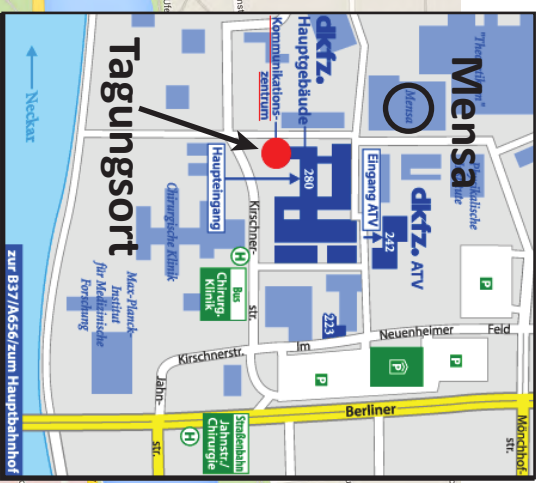 "Theoretikum"
Mensa
Mensa
dkfz.
Hauptgebäude
Kommunikations-
zentrum
Tagungsort
Neckar
Physikalische
Eingang ATV
280
Haupteingang
242
dkfz. ATV
Chirurgische Klinik
Kirschner-
str.
H
Bus
Chirurg.
Klinik
Max-Planck-
Institut
für Medizinische
Forschung
223
P
Im
Neuenheimer
Feld
Kirschnerstr.
P
P
P
Jahn-
str.
Berliner
Straßenbahn
Jahnstr./
Chirurgie
H
Mönchhof-
str.
zur B37/A656/zum Hauptbahnhof